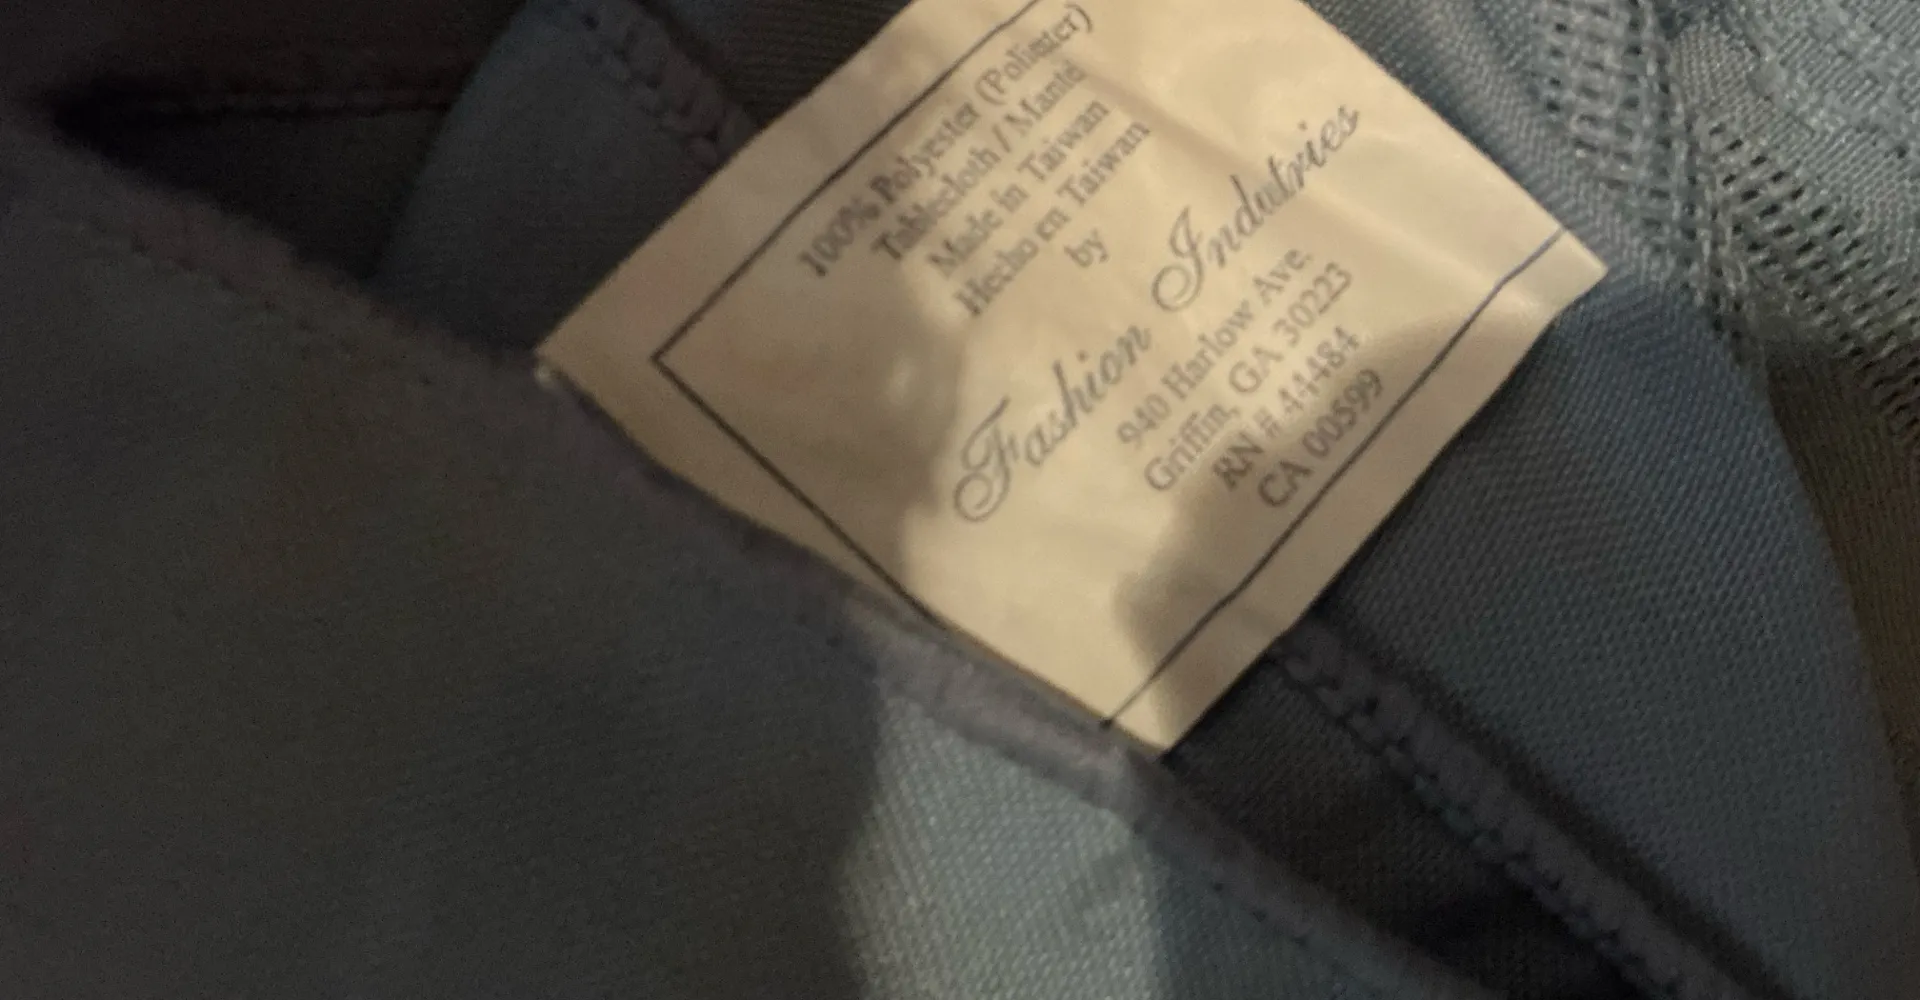 100% Polyester (Poliester)
Tablecloth / Mantel
Made in Taiwan
Hecho en Taiwan
by
Fashion Industries
940 Harlow Ave.
Griffin, GA 30223
RN # 44484
CA 00599